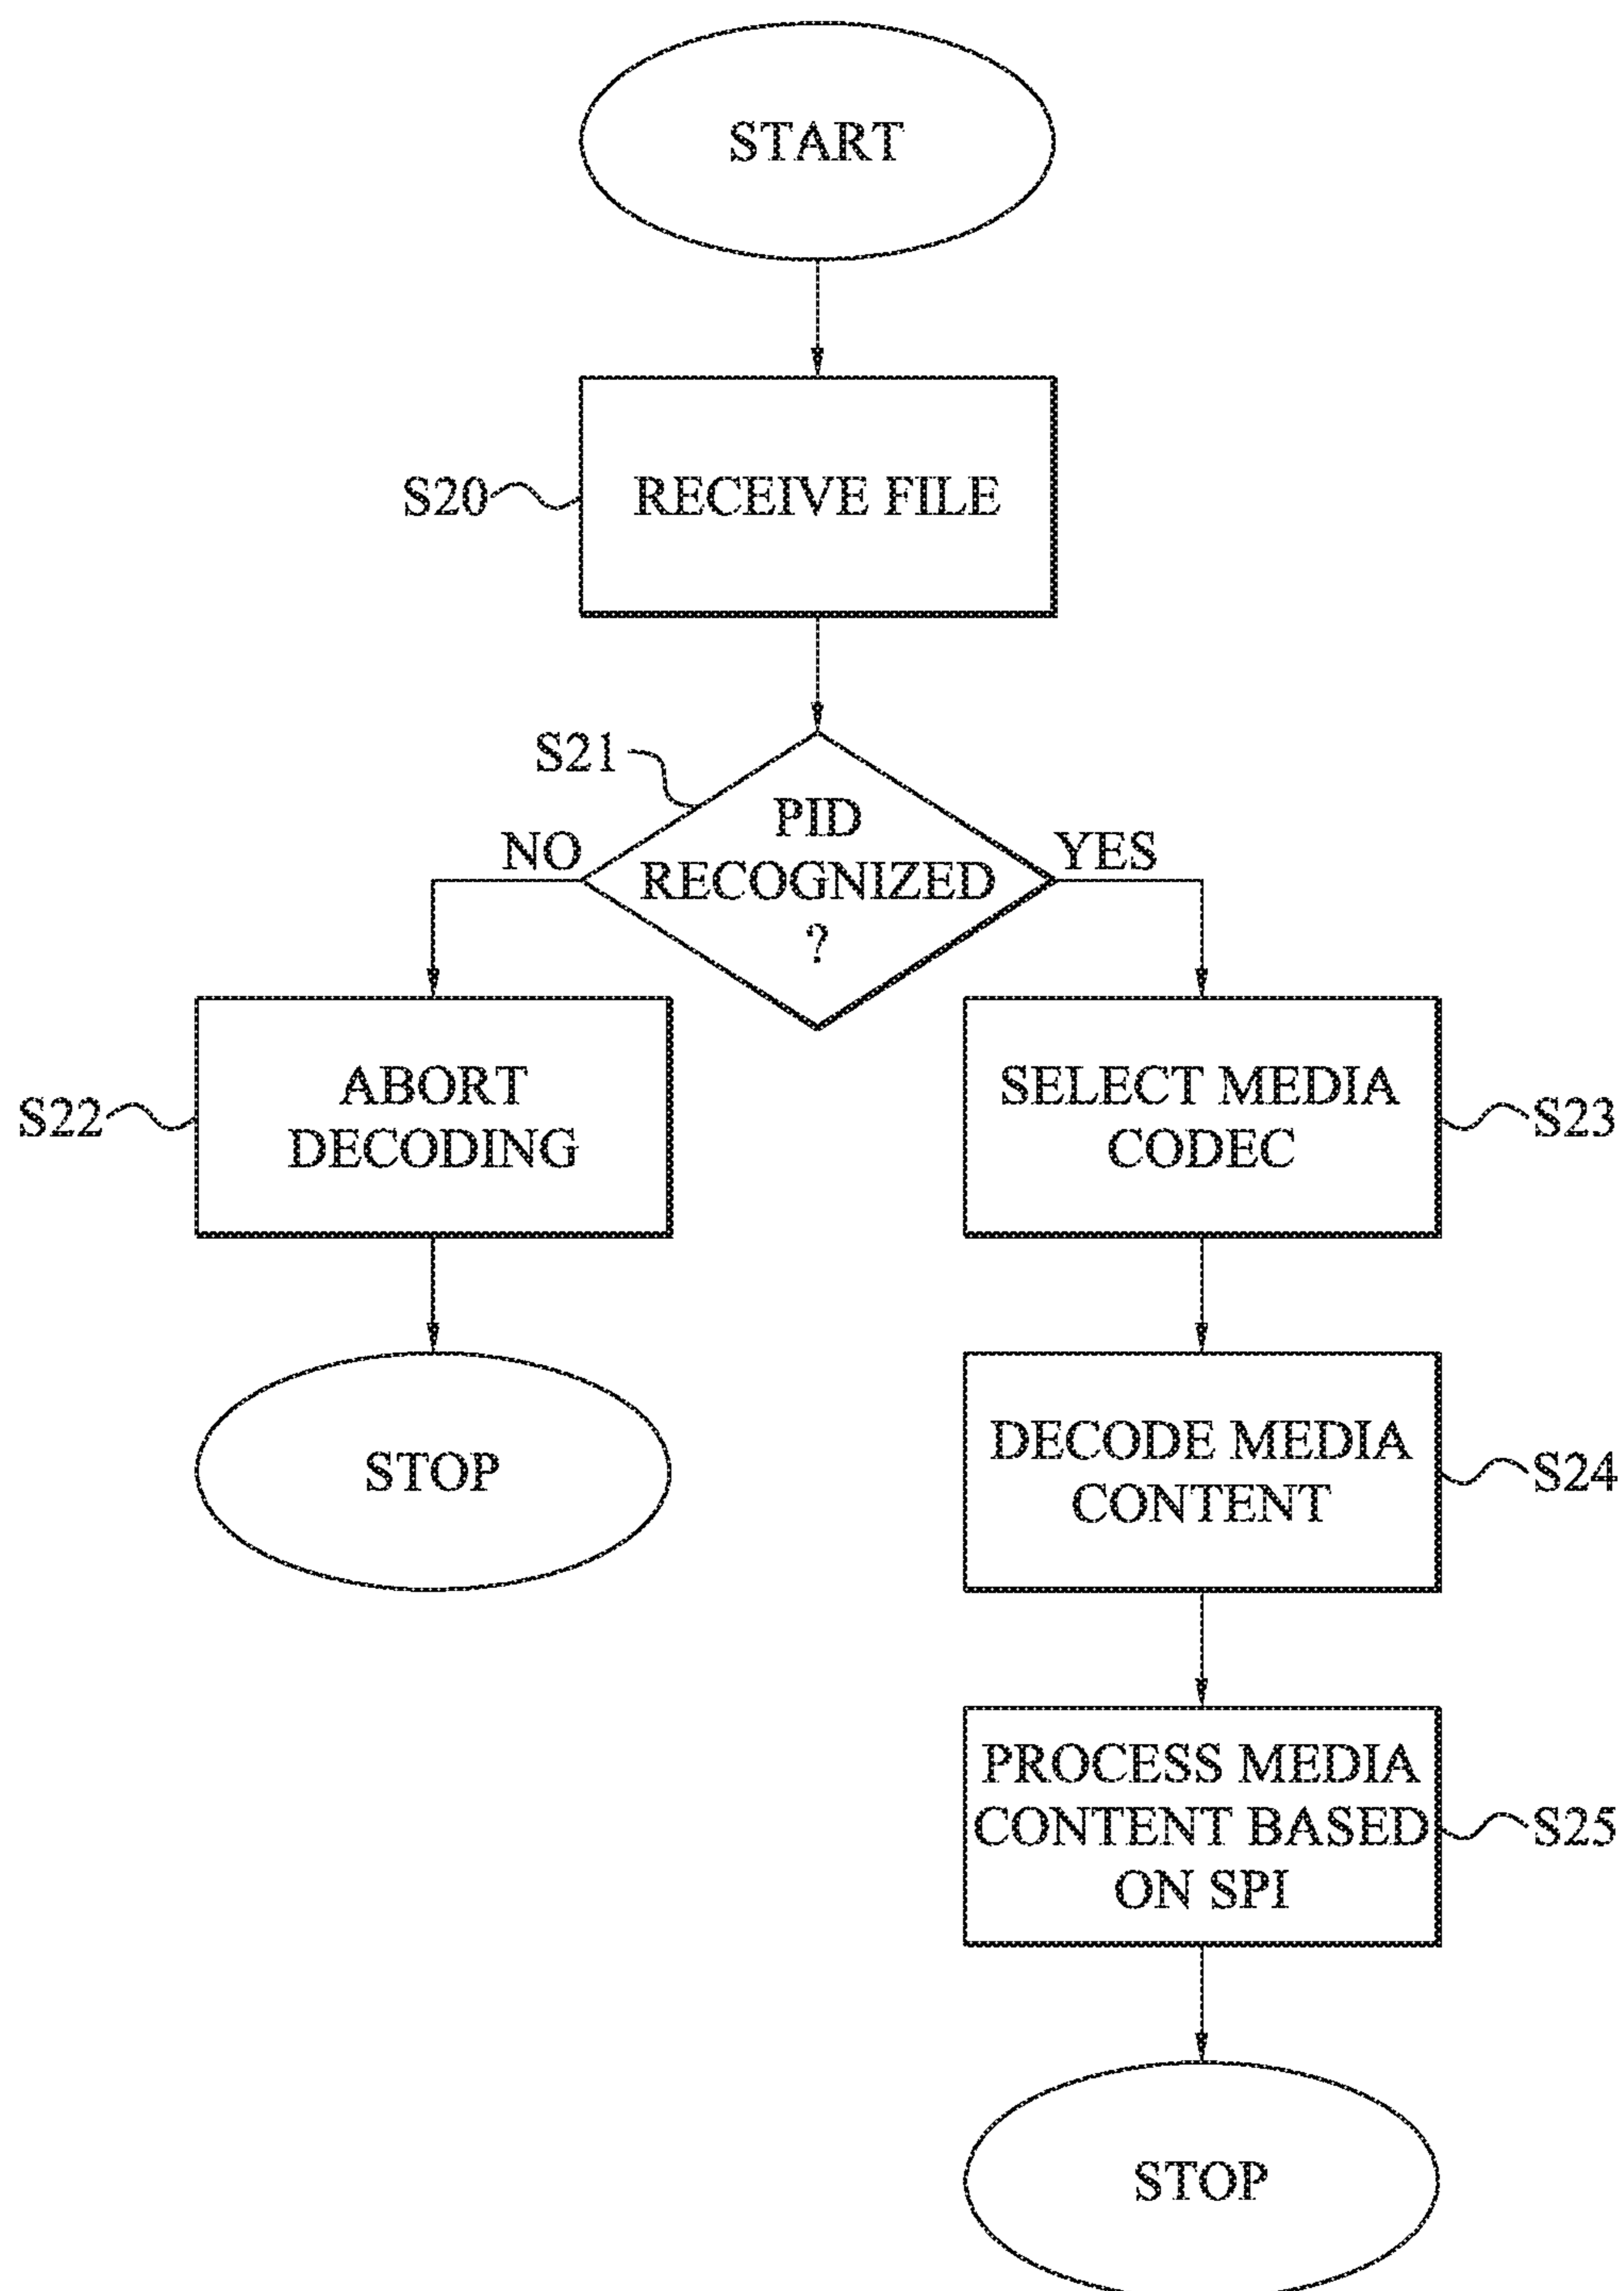 START
S20
RECEIVE FILE
S21
PID
RECOGNIZED
?
NO
YES
S22
ABORT
DECODING
SELECT MEDIA
CODEC
S23
STOP
DECODE MEDIA
CONTENT
S24
PROCESS MEDIA
CONTENT BASED
ON SPI
S25
STOP